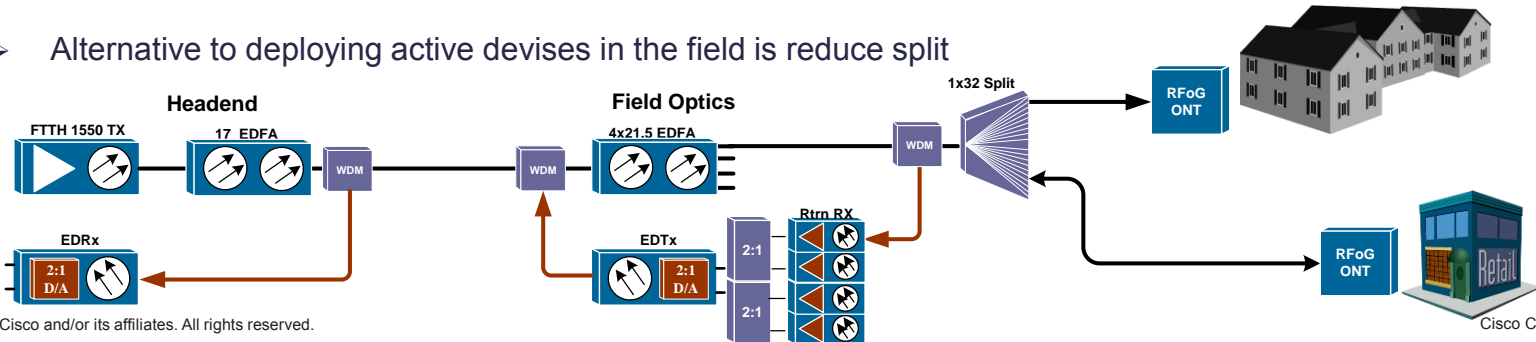 Alternative to deploying active devises in the field is reduce split
1x32 Split
Headend
Field Optics
RFoG
ONT
FTTH 1550 TX
17 EDFA
4x21.5 EDFA
WDM
WDM
WDM
Rtrn RX
EDRx
EDTx
2:1
2:1
D/A
2:1
D/A
2:1
RFoG
ONT
Retail
Cisco and/or its affiliates. All rights reserved.
Cisco C